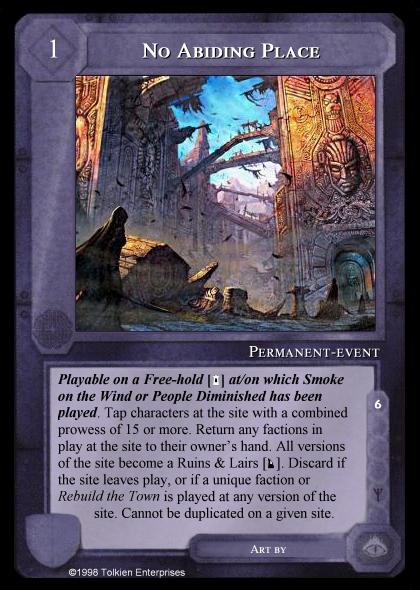 1
No Abiding Place
Permanent-event
Playable on a Free-hold [] at/on which Smoke
on the Wind or People Diminished has been
played. Tap characters at the site with a combined
prowess of 15 or more. Return any factions in
play at the site to their owner's hand. All versions
of the site become a Ruins & Lairs []. Discard if
the site leaves play, or if a unique faction or
Rebuild the Town is played at any version of the
site. Cannot be duplicated on a given site.
6
Art by
©1998 Tolkien Enterprises